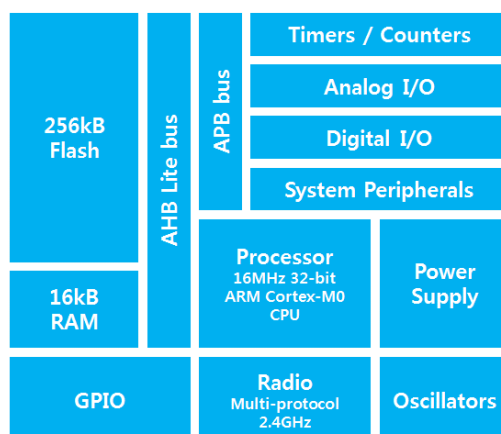 256kB
Flash
16kB
RAM
AHB Lite bus
APB bus
Timers / Counters
Analog I/O
Digital I/O
System Peripherals
Processor
16MHz 32-bit
ARM Cortex-M0
CPU
Power
Supply
GPIO
Radio
Multi-protocol
2.4GHz
Oscillators